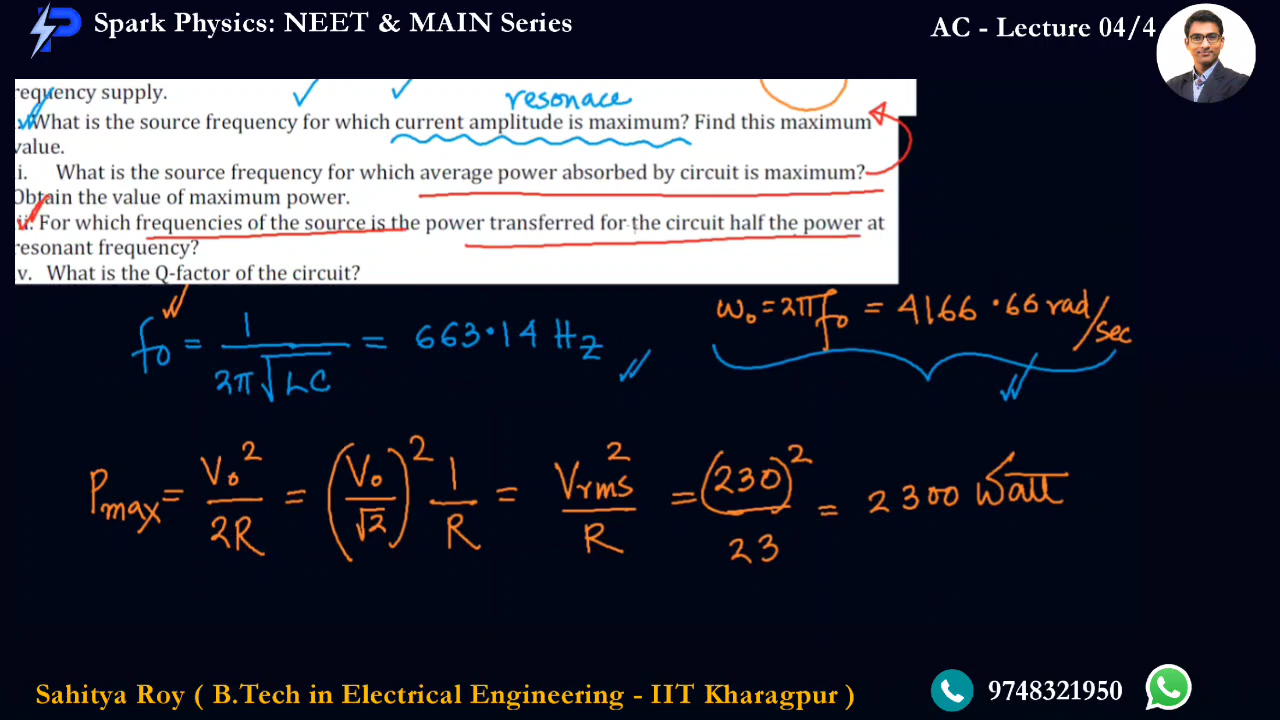 Spark Physics: NEET & MAIN Series
AC - Lecture 04/4
requency supply.
resonace
What is the source frequency for which current amplitude is maximum? Find this maximum
value.
i. What is the source frequency for which average power absorbed by circuit is maximum?
Obtain the value of maximum power.
ii. For which frequencies of the source is the power transferred for the circuit half the power at
resonant frequency?
v. What is the Q-factor of the circuit?
f₀ = 1/(2π√LC) = 663.14 Hz
ω₀ = 2πf₀ = 4166.66 rad/sec
Pmax = V₀²/2R = (V₀/√2)² 1/R = Vrms²/R = (230)²/23 = 2300 Watt
Sahitya Roy ( B.Tech in Electrical Engineering - IIT Kharagpur )
9748321950